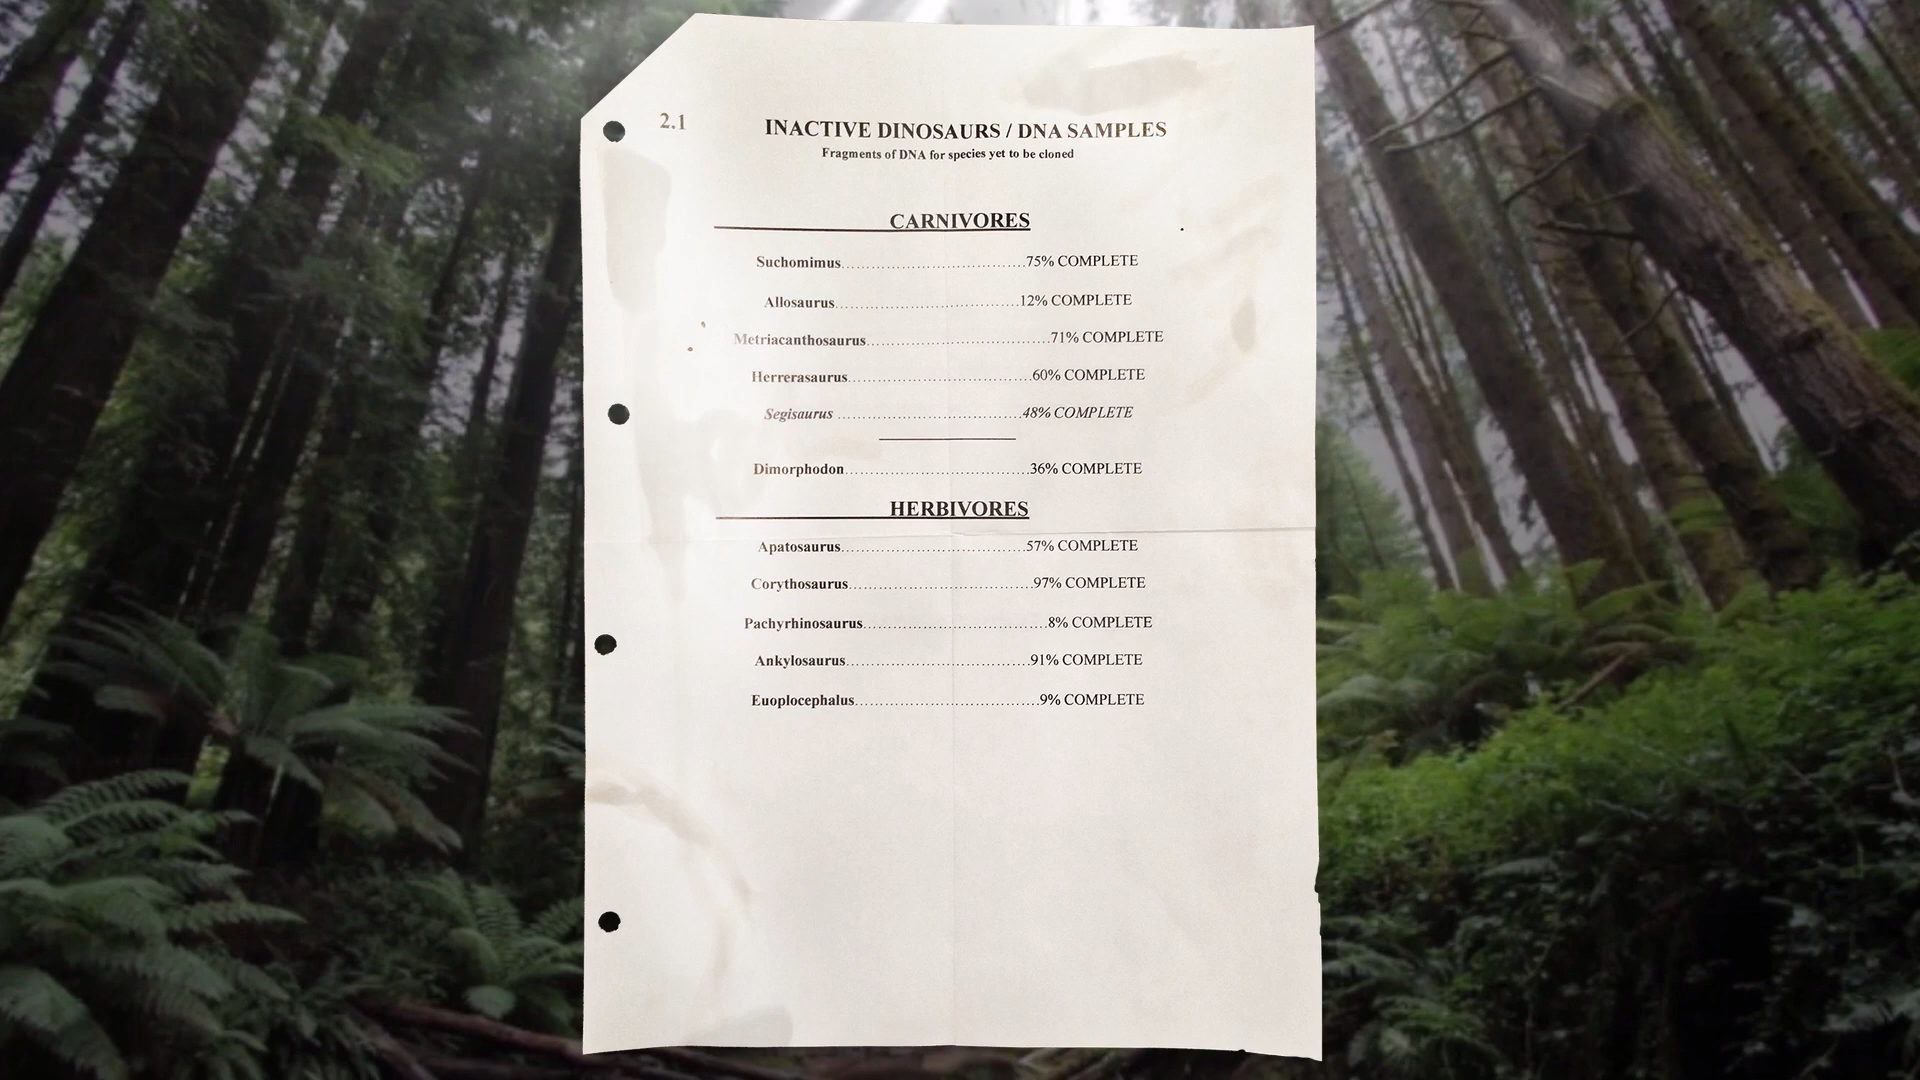 2.1
INACTIVE DINOSAURS / DNA SAMPLES
Fragments of DNA for species yet to be cloned
CARNIVORES
Suchomimus..................................75% COMPLETE
Allosaurus..................................12% COMPLETE
Metriacanthosaurus..................................71% COMPLETE
Herrerasaurus..................................60% COMPLETE
Segisaurus ..................................48% COMPLETE
Dimorphodon..................................36% COMPLETE
HERBIVORES
Apatosaurus..................................57% COMPLETE
Corythosaurus..................................97% COMPLETE
Pachyrhinosaurus..................................8% COMPLETE
Ankylosaurus..................................91% COMPLETE
Euoplocephalus..................................9% COMPLETE